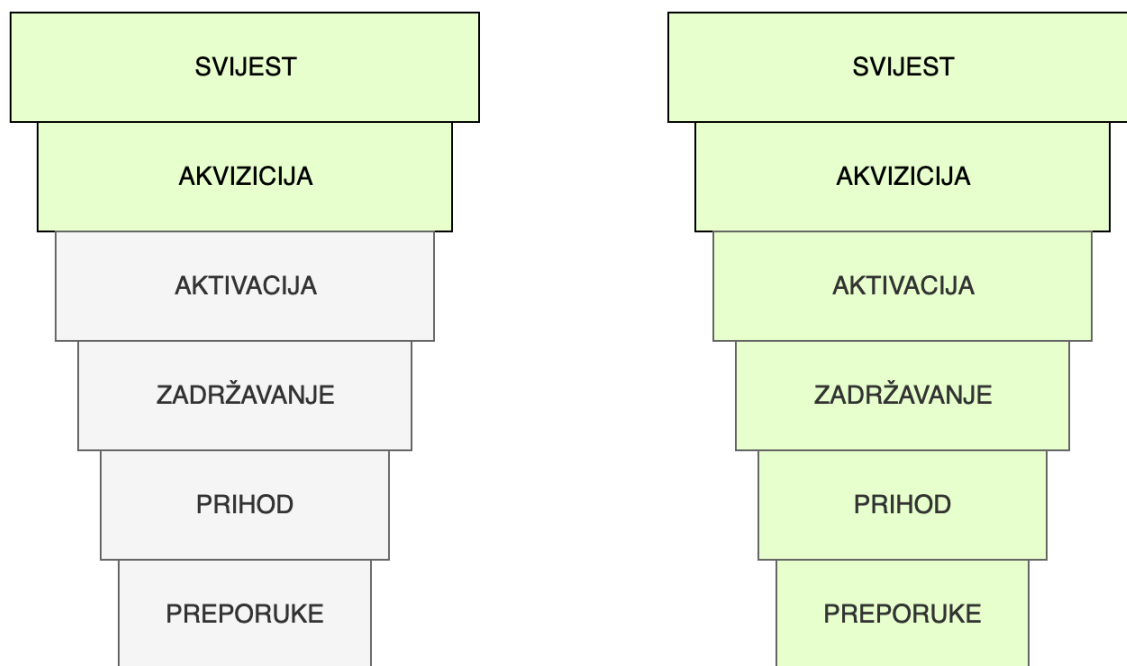 SVIJEST
AKVIZICIJA
AKTIVACIJA
ZADRŽAVANJE
PRIHOD
PREPORUKE
SVIJEST
AKVIZICIJA
AKTIVACIJA
ZADRŽAVANJE
PRIHOD
PREPORUKE